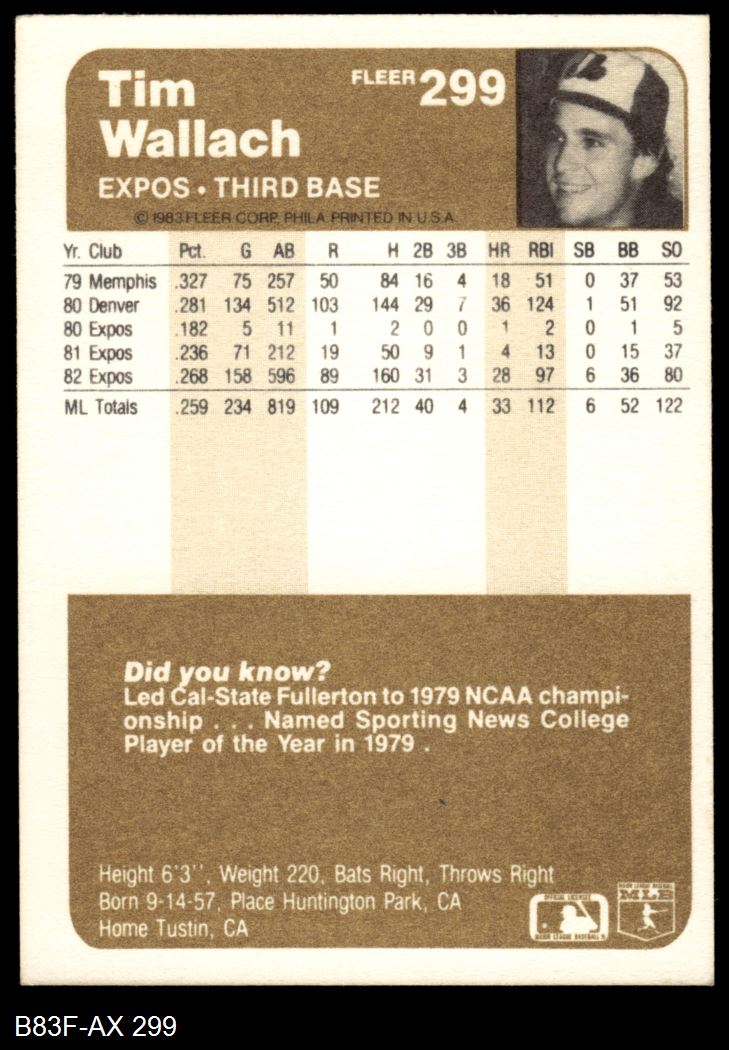 Tim
Wallach
FLEER 299
EXPOS • THIRD BASE
© 1983 FLEER CORP. PHILA PRINTED IN U.S.A.
Yr. Club Pct. G AB R H 2B 3B HR RBI SB BB SO
79 Memphis .327 75 257 50 84 16 4 18 51 0 37 53
80 Denver .281 134 512 103 144 29 7 36 124 1 51 92
80 Expos .182 5 11 1 2 0 0 1 2 0 1 5
81 Expos .236 71 212 19 50 9 1 4 13 0 15 37
82 Expos .268 158 596 89 160 31 3 28 97 6 36 80
ML Totals .259 234 819 109 212 40 4 33 112 6 52 122
Did you know?
Led Cal-State Fullerton to 1979 NCAA champi-
onship . . . Named Sporting News College
Player of the Year in 1979 .
Height 6'3'', Weight 220, Bats Right, Throws Right
Born 9-14-57, Place Huntington Park, CA
Home Tustin, CA
OFFICIAL LICENSEE
MAJOR LEAGUE BASEBALL
MAJOR LEAGUE BASEBALL
B83F-AX 299